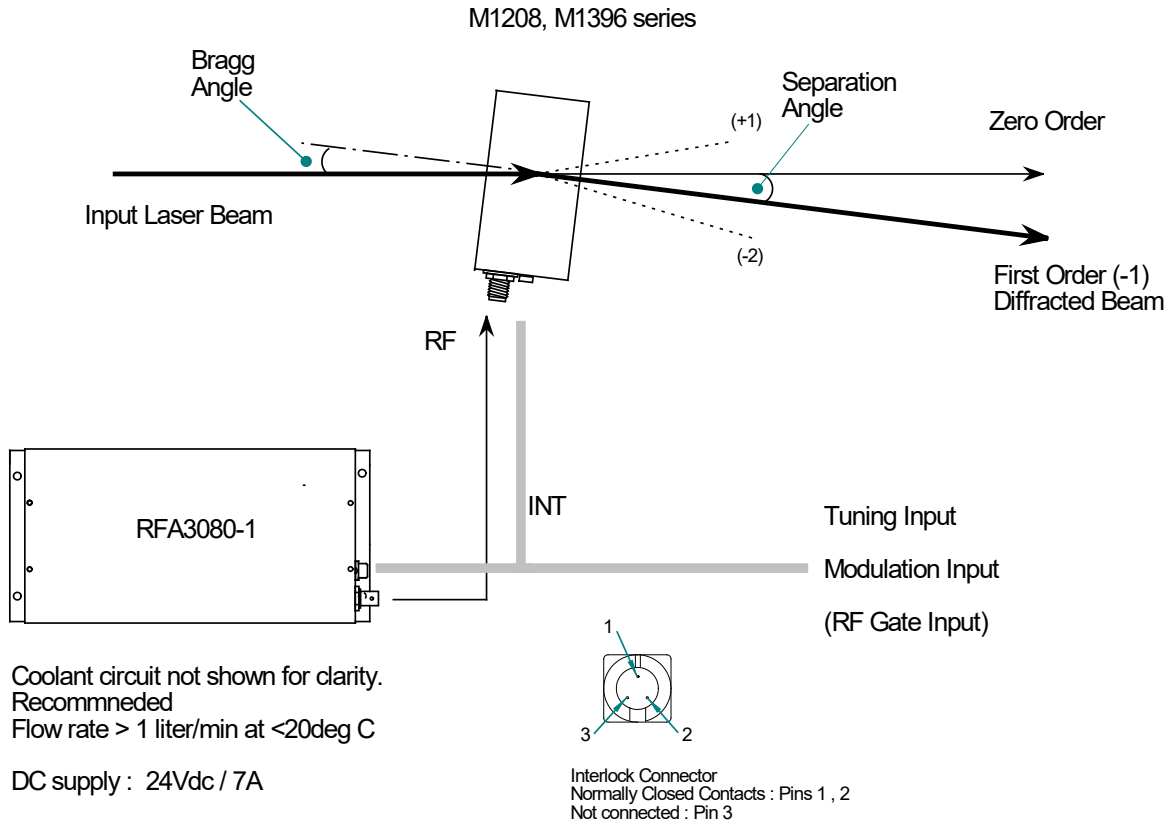 M1208, M1396 series
Bragg
Angle
Separation
Angle
(+1)
Zero Order
Input Laser Beam
(-2)
First Order (-1)
Diffracted Beam
RF
INT
RFA3080-1
Tuning Input
Modulation Input
(RF Gate Input)
1
3
2
Coolant circuit not shown for clarity.
Recommneded
Flow rate > 1 liter/min at <20deg C
DC supply : 24Vdc / 7A
Interlock Connector
Normally Closed Contacts : Pins 1 , 2
Not connected : Pin 3